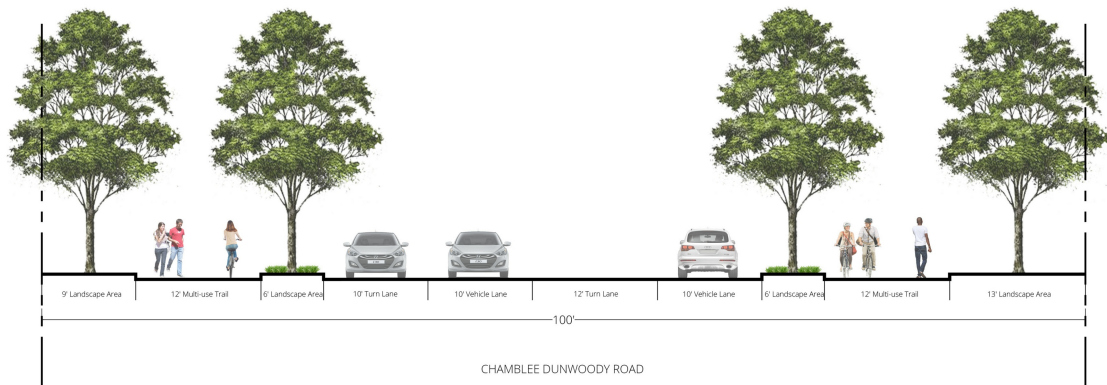 9' Landscape Area
12' Multi-use Trail
6' Landscape Area
10' Turn Lane
10' Vehicle Lane
12' Turn Lane
10' Vehicle Lane
6' Landscape Area
12' Multi-use Trail
13' Landscape Area
100'
CHAMBLEE DUNWOODY ROAD